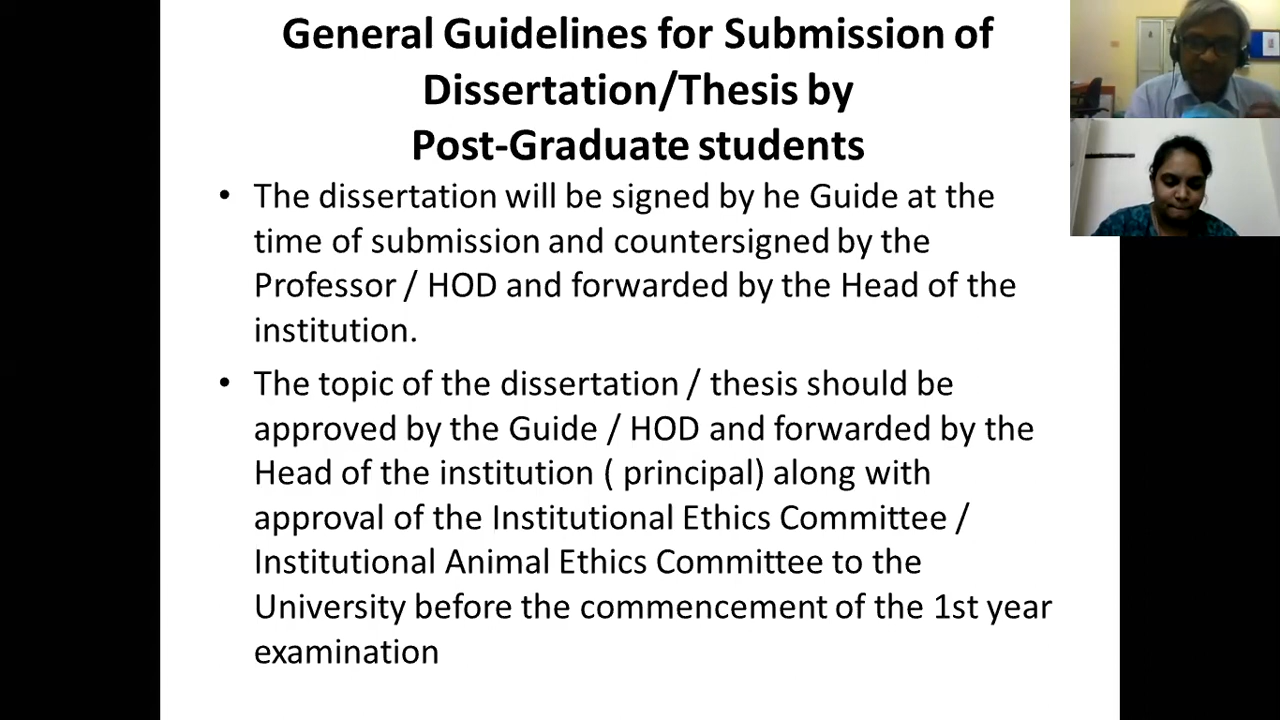 General Guidelines for Submission of
Dissertation/Thesis by
Post-Graduate students
• The dissertation will be signed by he Guide at the
time of submission and countersigned by the
Professor / HOD and forwarded by the Head of the
institution.
• The topic of the dissertation / thesis should be
approved by the Guide / HOD and forwarded by the
Head of the institution ( principal) along with
approval of the Institutional Ethics Committee /
Institutional Animal Ethics Committee to the
University before the commencement of the 1st year
examination